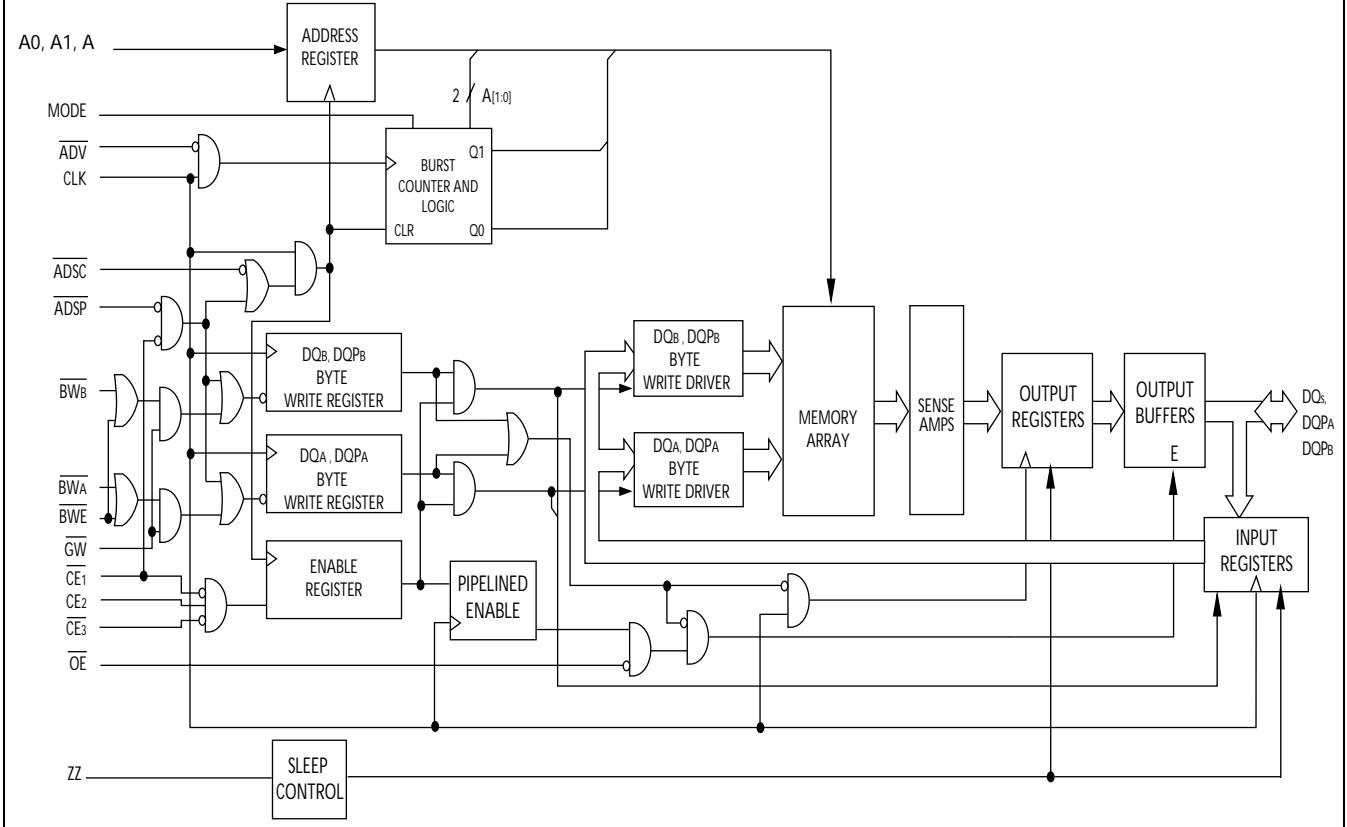 A0, A1, A
ADDRESS
REGISTER
MODE
2
A[1:0]
ADV
CLK
BURST
COUNTER AND
LOGIC
Q1
CLR
Q0
ADSC
ADSP
DQB, DQPB
BYTE
WRITE REGISTER
DQB, DQPB
BYTE
WRITE DRIVER
MEMORY
ARRAY
SENSE
AMPS
OUTPUT
REGISTERS
OUTPUT
BUFFERS
E
DQs,
DQPA
DQPB
BWB
DQA, DQPA
BYTE
WRITE REGISTER
DQA, DQPA
BYTE
WRITE DRIVER
BWA
BWE
GW
CE1
CE2
CE3
ENABLE
REGISTER
PIPELINED
ENABLE
INPUT
REGISTERS
OE
ZZ
SLEEP
CONTROL